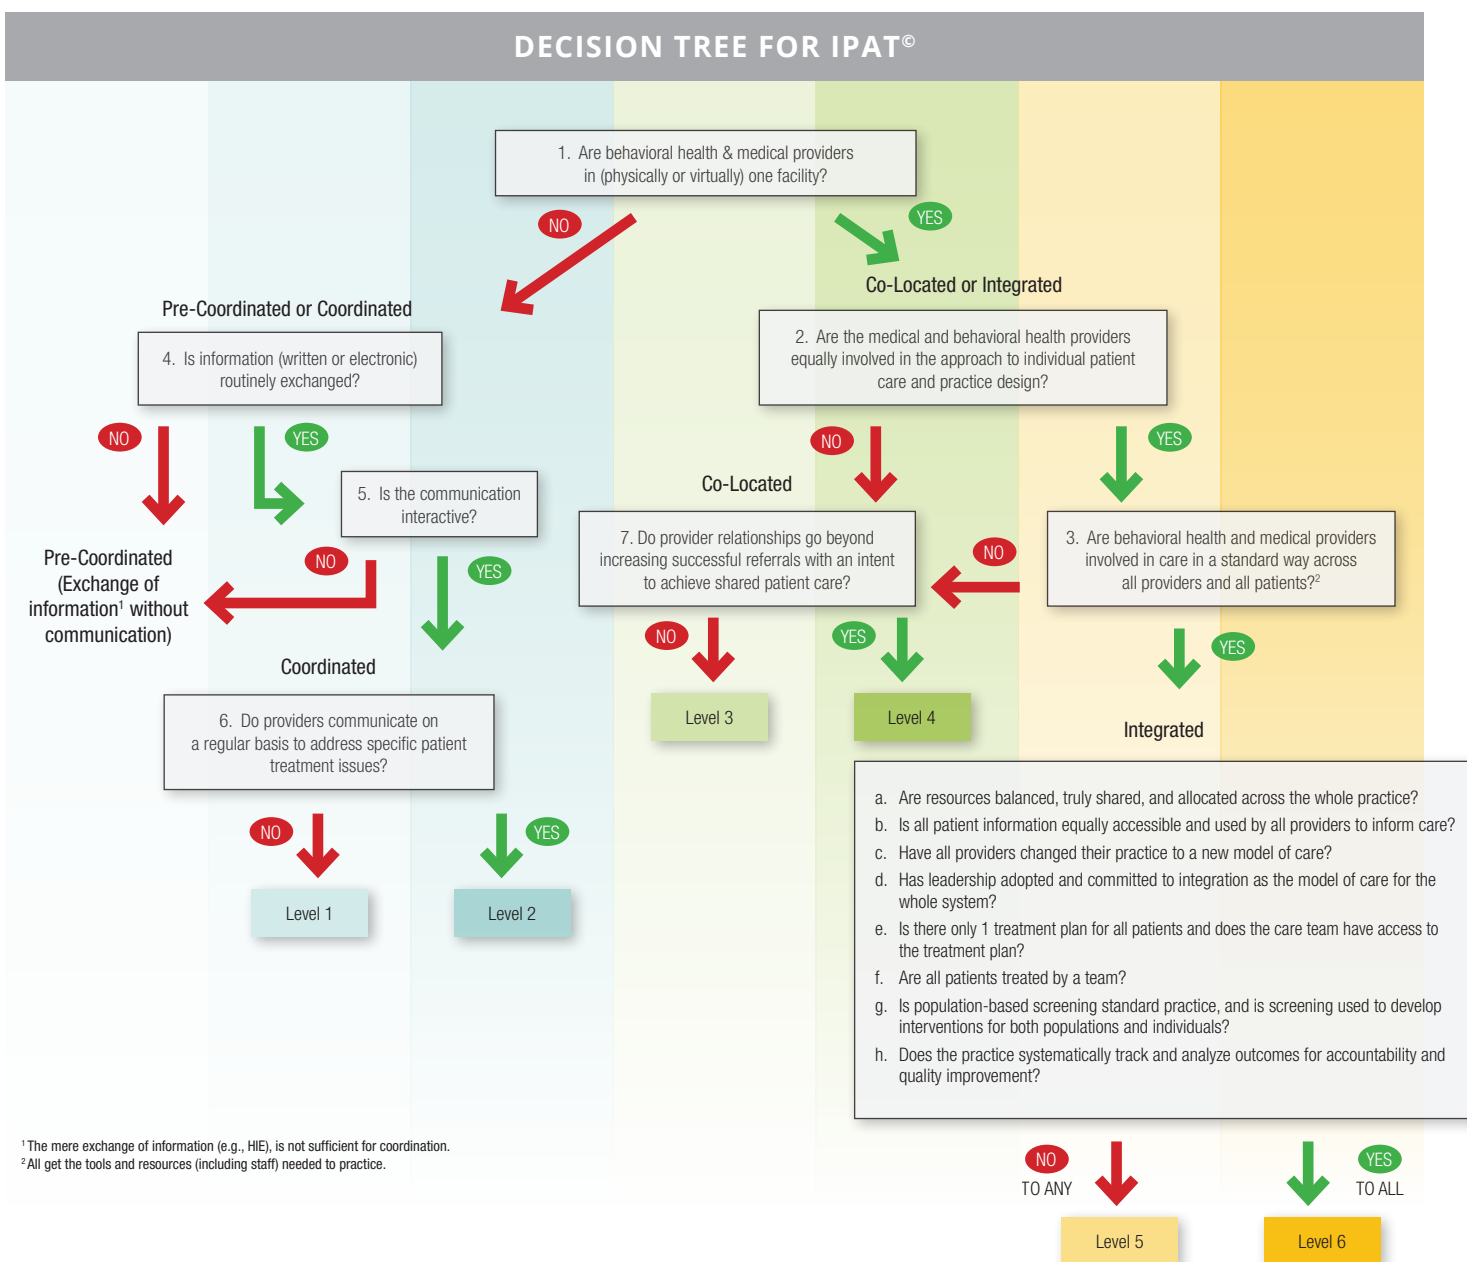 DECISION TREE FOR IPAT©
1. Are behavioral health & medical providers
in (physically or virtually) one facility?
NO
YES
Pre-Coordinated or Coordinated
Co-Located or Integrated
4. Is information (written or electronic)
routinely exchanged?
2. Are the medical and behavioral health providers
equally involved in the approach to individual patient
care and practice design?
NO
YES
NO
YES
5. Is the communication
interactive?
Co-Located
7. Do provider relationships go beyond
increasing successful referrals with an intent
to achieve shared patient care?
3. Are behavioral health and medical providers
involved in care in a standard way across
all providers and all patients?²
NO
Pre-Coordinated
(Exchange of
information¹ without
communication)
NO
YES
Coordinated
NO
YES
YES
6. Do providers communicate on
a regular basis to address specific patient
treatment issues?
Level 3
Level 4
Integrated
NO
YES
Level 1
Level 2
a. Are resources balanced, truly shared, and allocated across the whole practice?
b. Is all patient information equally accessible and used by all providers to inform care?
c. Have all providers changed their practice to a new model of care?
d. Has leadership adopted and committed to integration as the model of care for the
whole system?
e. Is there only 1 treatment plan for all patients and does the care team have access to
the treatment plan?
f. Are all patients treated by a team?
g. Is population-based screening standard practice, and is screening used to develop
interventions for both populations and individuals?
h. Does the practice systematically track and analyze outcomes for accountability and
quality improvement?
¹ The mere exchange of information (e.g., HIE), is not sufficient for coordination.
² All get the tools and resources (including staff) needed to practice.
NO
TO ANY
YES
TO ALL
Level 5
Level 6